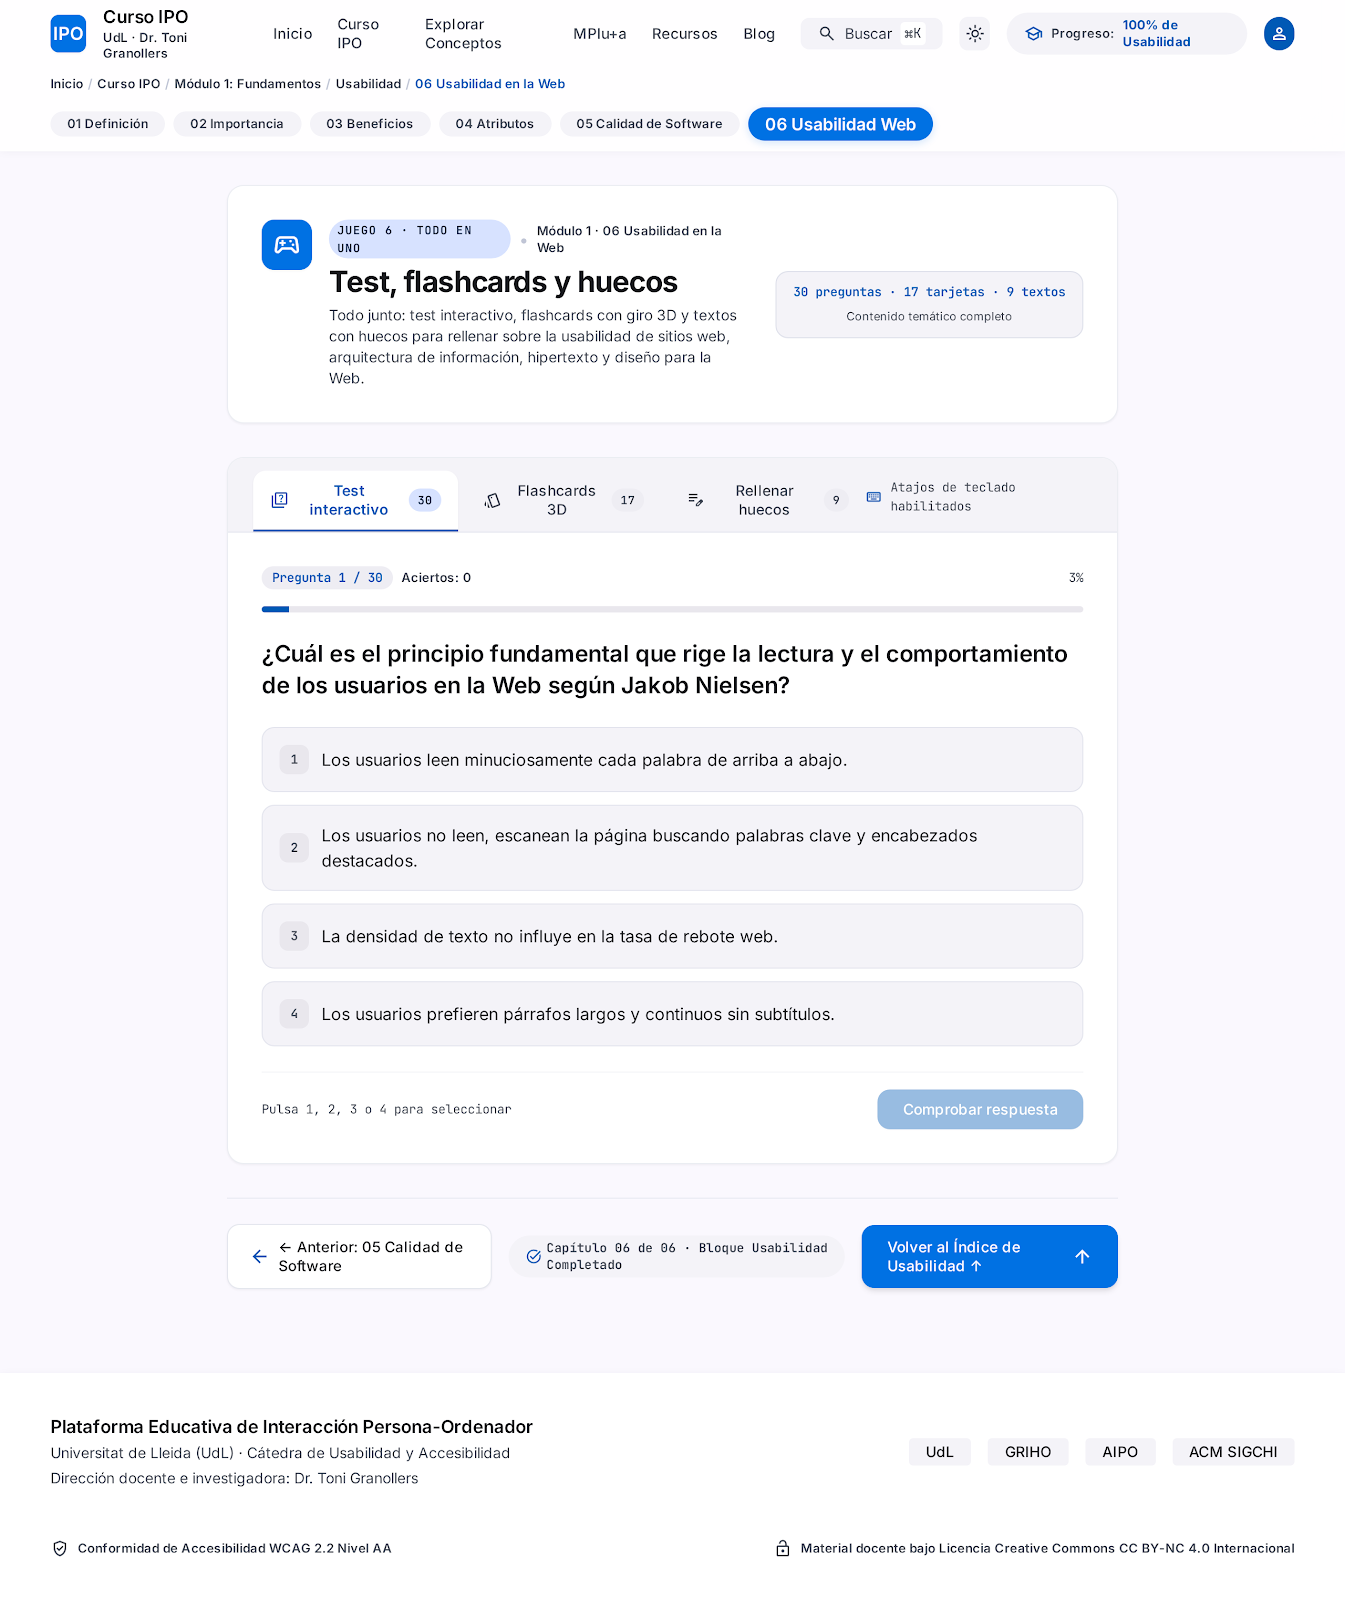 IPO
Curso IPO
UdL · Dr. Toni
Granollers
Inicio
Curso
IPO
Explorar
Conceptos
MPIu+a
Recursos
Blog
Buscar ⌘K
Progreso:
100% de
Usabilidad
Inicio / Curso IPO / Módulo 1: Fundamentos / Usabilidad / 06 Usabilidad en la Web
01 Definición
02 Importancia
03 Beneficios
04 Atributos
05 Calidad de Software
06 Usabilidad Web
JUEGO 6 · TODO EN
UNO
Módulo 1 · 06 Usabilidad en la
Web
Test, flashcards y huecos
Todo junto: test interactivo, flashcards con giro 3D y textos
con huecos para rellenar sobre la usabilidad de sitios web,
arquitectura de información, hipertexto y diseño para la
Web.
30 preguntas · 17 tarjetas · 9 textos
Contenido temático completo
Test
interactivo
30
Flashcards
3D
17
Rellenar
huecos
9
Atajos de teclado
habilitados
Pregunta 1 / 30
Aciertos: 0
3%
¿Cuál es el principio fundamental que rige la lectura y el comportamiento
de los usuarios en la Web según Jakob Nielsen?
1 Los usuarios leen minuciosamente cada palabra de arriba a abajo.
2 Los usuarios no leen, escanean la página buscando palabras clave y encabezados
destacados.
3 La densidad de texto no influye en la tasa de rebote web.
4 Los usuarios prefieren párrafos largos y continuos sin subtítulos.
Pulsa 1, 2, 3 o 4 para seleccionar
Comprobar respuesta
← Anterior: 05 Calidad de
Software
Capítulo 06 de 06 · Bloque Usabilidad
Completado
Volver al Índice de
Usabilidad ↑
Plataforma Educativa de Interacción Persona-Ordenador
Universitat de Lleida (UdL) · Cátedra de Usabilidad y Accesibilidad
Dirección docente e investigadora: Dr. Toni Granollers
UdL
GRIHO
AIPO
ACM SIGCHI
Conformidad de Accesibilidad WCAG 2.2 Nivel AA
Material docente bajo Licencia Creative Commons CC BY-NC 4.0 Internacional